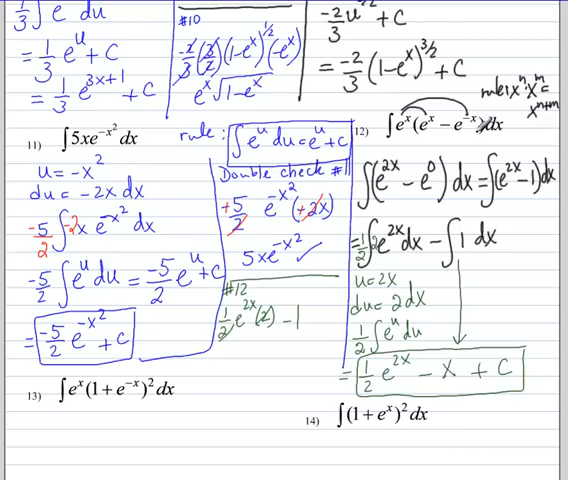 1/3 ∫ e du
= 1/3 e^u + C
= 1/3 e^(3x+1) + C
#10
-2/3 (3/2)(1-e^x)^(1/2) (-e^x)
e^x √(1-e^x)
-2/3 u^(3/2) + C
= -2/3 (1-e^x)^(3/2) + C
rule: x^n · x^m =
x^(n+m)
11) ∫ 5xe^(-x^2) dx
u = -x^2
du = -2x dx
-5/2 ∫ -2x e^(-x^2) dx
-5/2 ∫ e^u du = -5/2 e^u + C
= -5/2 e^(-x^2) + C
rule: ∫ e^u du = e^u + C
Double check #11
+5/2 e^(-x^2) (+2x)
5xe^(-x^2) ✓
#12
1/2 e^(2x) (2) - 1
12) ∫ e^x (e^x − e^(-x)) dx
∫ (e^(2x) - e^0) dx = ∫ (e^(2x) - 1) dx
= 1/2 ∫ 2e^(2x) dx - ∫ 1 dx
u = 2x
du = 2dx
1/2 ∫ e^u du
= 1/2 e^(2x) - x + C
13) ∫ e^x (1 + e^(-x))^2 dx
14) ∫ (1 + e^x)^2 dx